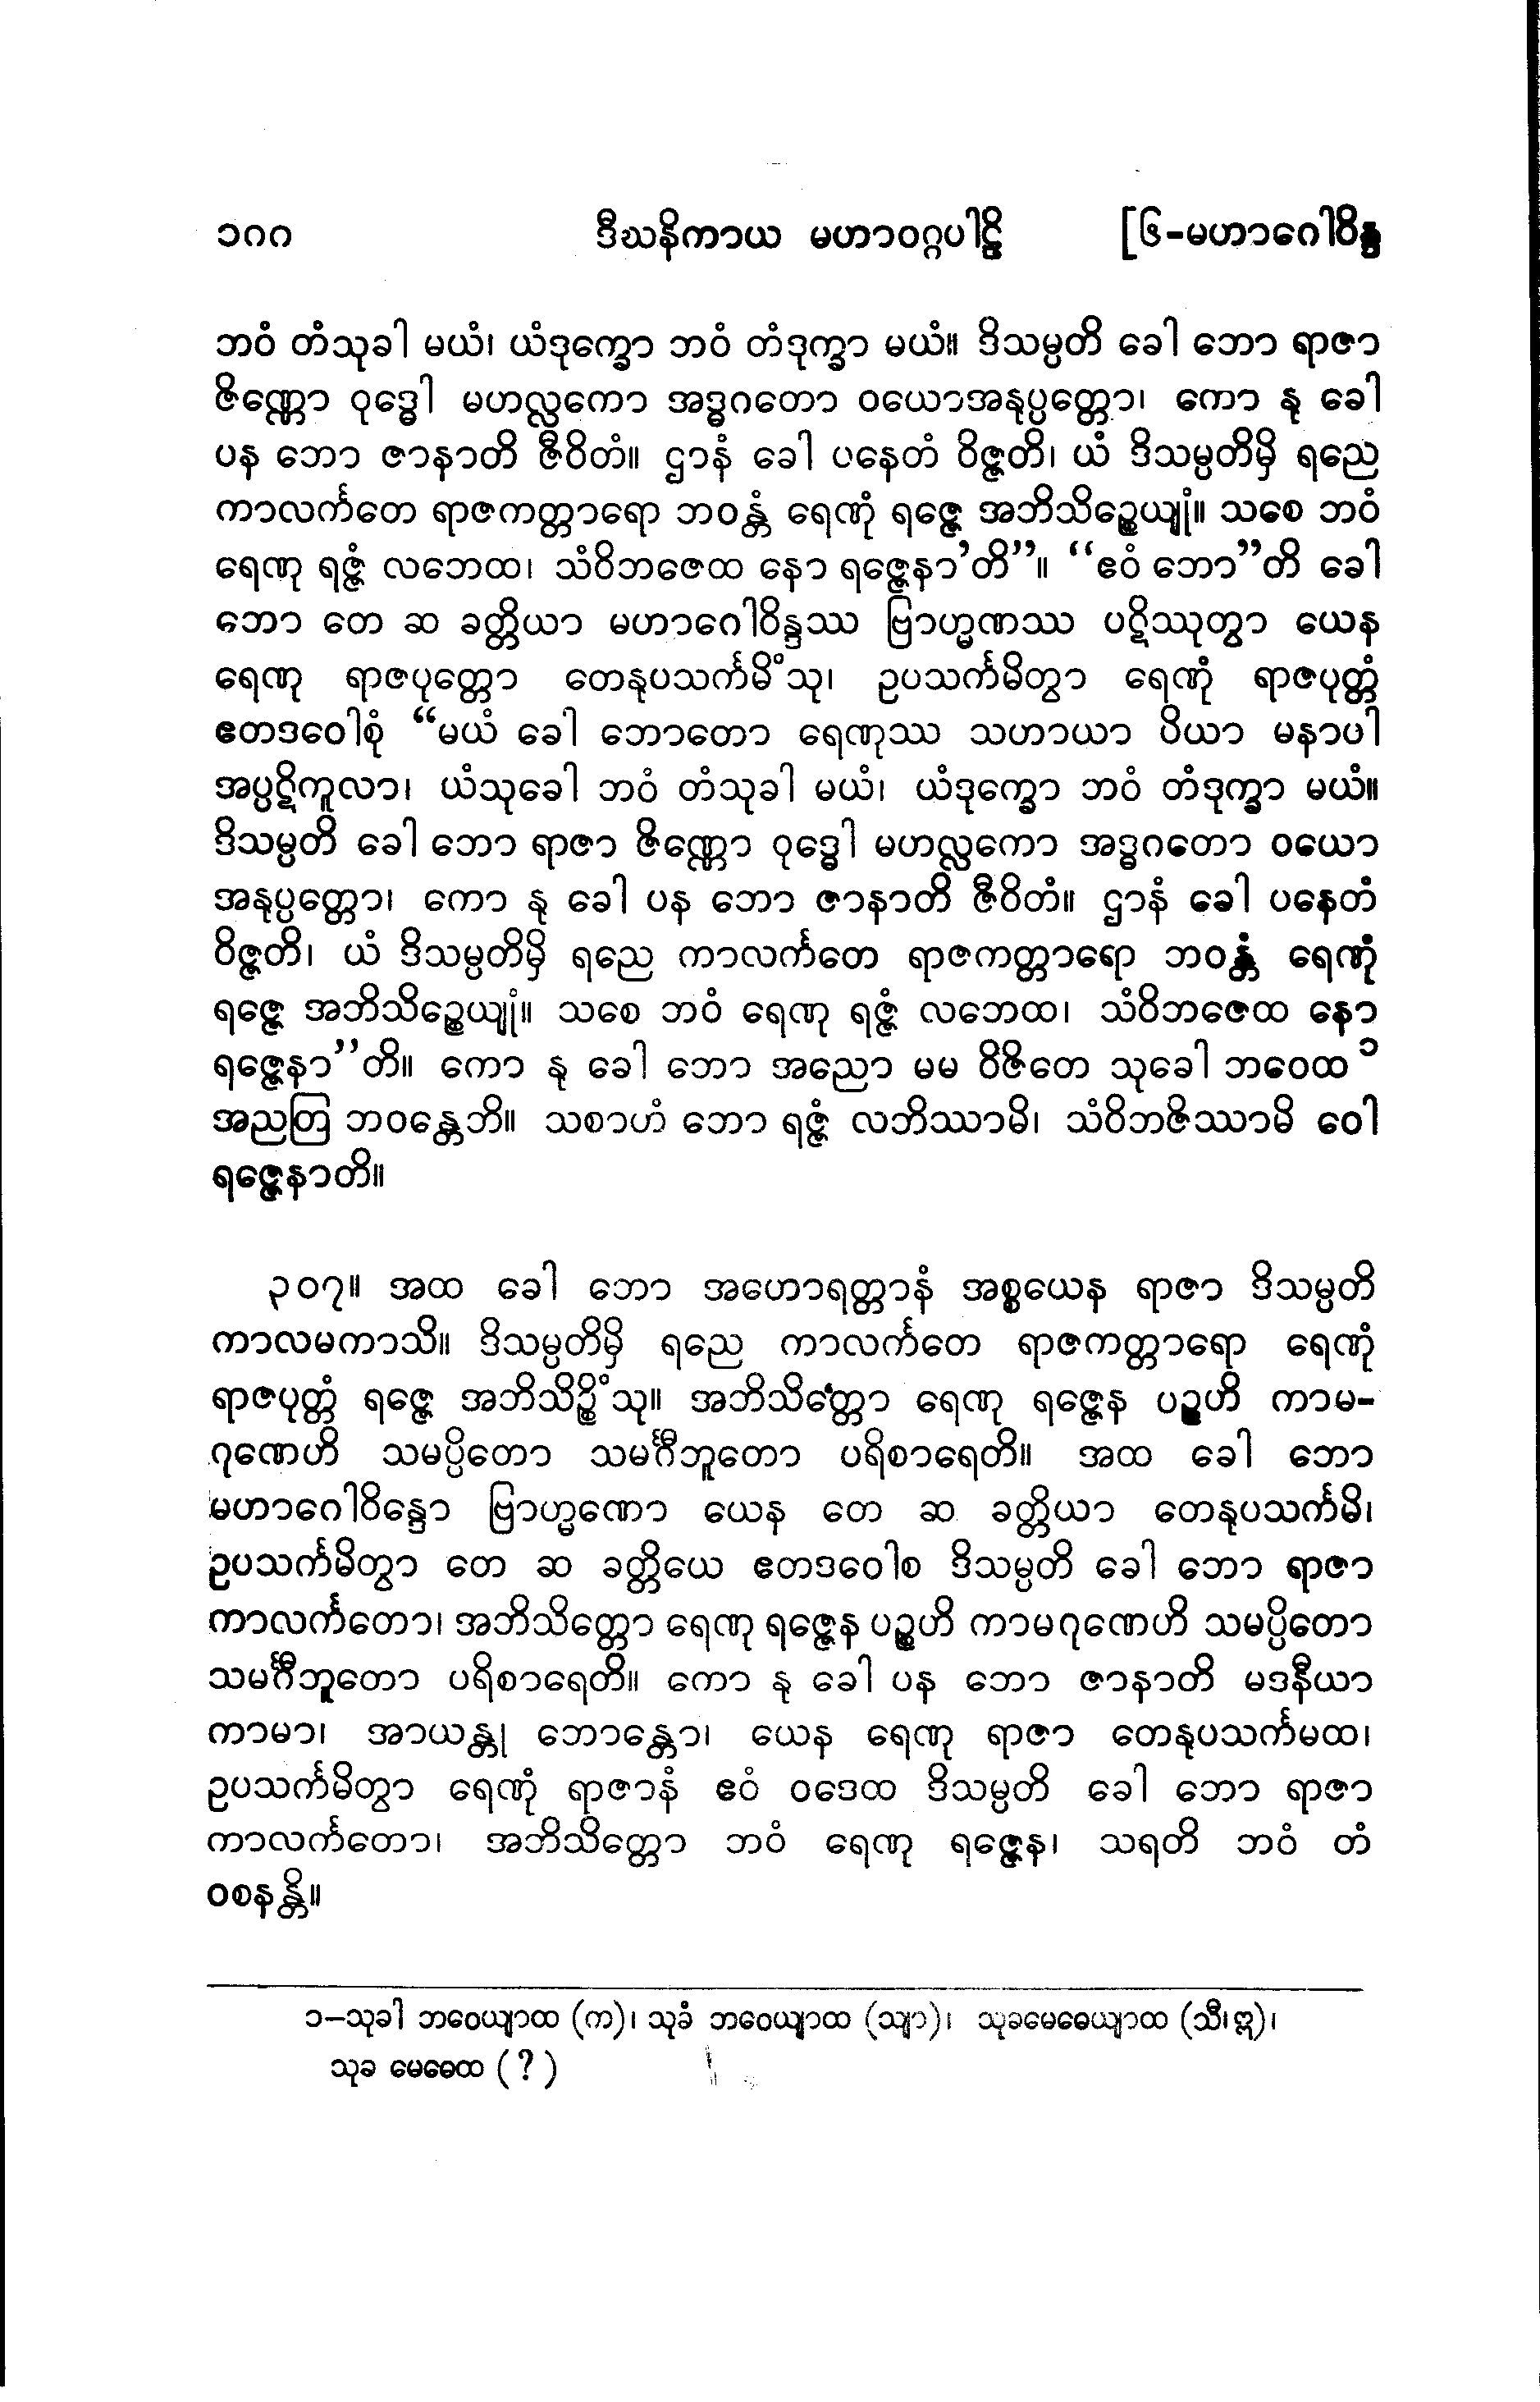 ၁၈၈ ဒီဃနိကာယ မဟာဝဂ္ဂပါဠိ [၆-မဟာဂေါဝိန္ဒ
ဘဝံ တံသုခါ မယံ၊ ယံဒုက္ခော ဘဝံ တံဒုက္ခာ မယံ။ ဒိသမ္ပတိ ခေါ ဘော ရာဇာ
ဇိဏ္ဏော ဝုဒ္ဓေါ မဟလ္လကော အဒ္ဓဂတော ဝယောအနုပ္ပတ္တော၊ ကော နု ခေါ
ပန ဘော ဇာနာတိ ဇီဝိတံ။ ဌာနံ ခေါ ပနေတံ ဝိဇ္ဇတိ၊ ယံ ဒိသမ္ပတိမှိ ရညေ
ကာလင်္ကတေ ရာဇကတ္တာရော ဘဝန္တံ ရေဏုံ ရဇ္ဇေ အဘိသိဉ္စေယျုံ။ သစေ ဘဝံ
ရေဏု ရဇ္ဇံ လဘေထ၊ သံဝိဘဇေထ နော ရဇ္ဇေနာ’တိ”။ “ဧဝံ ဘော”တိ ခေါ
ဘော တေ ဆ ခတ္တိယာ မဟာဂေါဝိန္ဒဿ ဗြာဟ္မဏဿ ပဋိဿုတွာ ယေန
ရေဏု ရာဇပုတ္တော တေနုပသင်္ကမိံသု၊ ဥပသင်္ကမိတွာ ရေဏုံ ရာဇပုတ္တံ
ဧတဒဝေါစုံ “မယံ ခေါ ဘောတော ရေဏုဿ သဟာယာ ပိယာ မနာပါ
အပ္ပဋိကူလာ၊ ယံသုခေါ ဘဝံ တံသုခါ မယံ၊ ယံဒုက္ခော ဘဝံ တံဒုက္ခာ မယံ။
ဒိသမ္ပတိ ခေါ ဘော ရာဇာ ဇိဏ္ဏော ဝုဒ္ဓေါ မဟလ္လကော အဒ္ဓဂတော ဝယော
အနုပ္ပတ္တော၊ ကော နု ခေါ ပန ဘော ဇာနာတိ ဇီဝိတံ။ ဌာနံ ခေါ ပနေတံ
ဝိဇ္ဇတိ၊ ယံ ဒိသမ္ပတိမှိ ရညေ ကာလင်္ကတေ ရာဇကတ္တာရော ဘဝန္တံ ရေဏုံ
ရဇ္ဇေ အဘိသိဉ္စေယျုံ။ သစေ ဘဝံ ရေဏု ရဇ္ဇံ လဘေထ၊ သံဝိဘဇေထ နော
ရဇ္ဇေနာ”တိ။ ကော နု ခေါ ဘော အညော မမ ဝိဇိတေ သုခေါ ဘဝေထ ၁
အညတြ ဘဝန္တေဘိ။ သစာဟံ ဘော ရဇ္ဇံ လဘိဿာမိ၊ သံဝိဘဇိဿာမိ ဝေါ
ရဇ္ဇေနာတိ။
၃၀၇။ အထ ခေါ ဘော အဟောရတ္တာနံ အစ္စယေန ရာဇာ ဒိသမ္ပတိ
ကာလမကာသိ။ ဒိသမ္ပတိမှိ ရညေ ကာလင်္ကတေ ရာဇကတ္တာရော ရေဏုံ
ရာဇပုတ္တံ ရဇ္ဇေ အဘိသိဉ္စိံသု။ အဘိသိတ္တော ရေဏု ရဇ္ဇေန ပဉ္စဟိ ကာမ-
ဂုဏေဟိ သမပ္ပိတော သမင်္ဂီဘူတော ပရိစာရေတိ။ အထ ခေါ ဘော
မဟာဂေါဝိန္ဒော ဗြာဟ္မဏော ယေန တေ ဆ ခတ္တိယာ တေနုပသင်္ကမိ၊
ဥပသင်္ကမိတွာ တေ ဆ ခတ္တိယေ ဧတဒဝေါစ ဒိသမ္ပတိ ခေါ ဘော ရာဇာ
ကာလင်္ကတော၊ အဘိသိတ္တော ရေဏု ရဇ္ဇေန ပဉ္စဟိ ကာမဂုဏေဟိ သမပ္ပိတော
သမင်္ဂီဘူတော ပရိစာရေတိ။ ကော နု ခေါ ပန ဘော ဇာနာတိ မဒနီယာ
ကာမာ၊ အာယန္တု ဘောန္တော၊ ယေန ရေဏု ရာဇာ တေနုပသင်္ကမထ၊
ဥပသင်္ကမိတွာ ရေဏုံ ရာဇာနံ ဧဝံ ဝဒေထ ဒိသမ္ပတိ ခေါ ဘော ရာဇာ
ကာလင်္ကတော၊ အဘိသိတ္တော ဘဝံ ရေဏု ရဇ္ဇေန၊ သရတိ ဘဝံ တံ
ဝစနန္တိ။
၁–သုခါ ဘဝေယျာထ (က)၊ သုခံ ဘဝေယျာထ (သျာ)၊ သုခမေဓေယျာထ (သီ၊ဣ)၊
သုခ မေဓေထ (?)